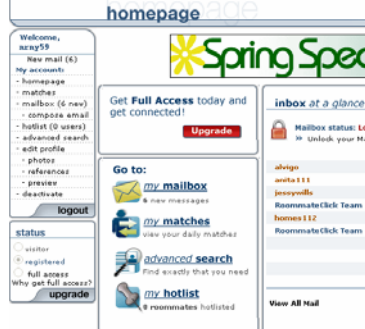 homepage
Welcome,
arny59
New mail (6)
My account:
- homepage
- matches
- mailbox (6 new)
- compose email
- hotlist (0 users)
- advanced search
- edit profile
- photos
- references
- preview
- deactivate
logout
status
visitor
registered
full access
Why get full access?
upgrade
Spring Spec
Get Full Access today and
get connected!
Upgrade
Go to:
my mailbox
6 new messages
my matches
view your daily matches
advanced search
Find exactly that you need
my hotlist
0 roommates hotlisted
inbox at a glance
Mailbox status: Lo
» Unlock your Ma
alvigo
anita111
jessywills
RoommateClick Team
homes112
RoommateClick Team
View All Mail